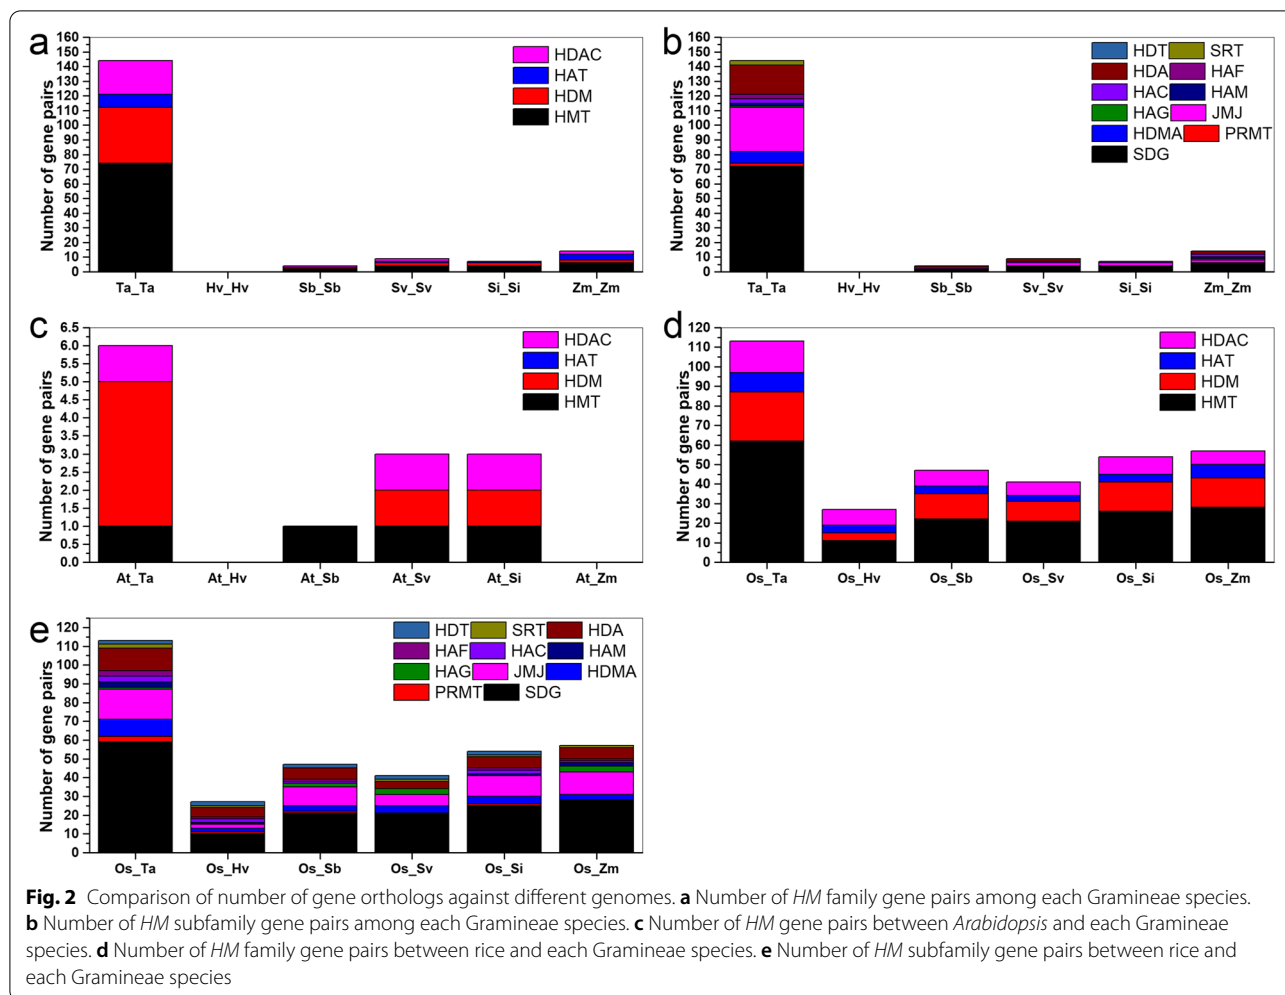 a
160
150
140
130
120
110
100
90
80
70
60
50
40
30
20
10
0
Number of gene pairs
HDAC
HAT
HDM
HMT
Ta_Ta Hv_Hv Sb_Sb Sv_Sv Si_Si Zm_Zm
b
160
150
140
130
120
110
100
90
80
70
60
50
40
30
20
10
0
Number of gene pairs
HDT SRT
HDA HAF
HAC HAM
HAG JMJ
HDMA PRMT
SDG
Ta_Ta Hv_Hv Sb_Sb Sv_Sv Si_Si Zm_Zm
c
6.5
6.0
5.5
5.0
4.5
4.0
3.5
3.0
2.5
2.0
1.5
1.0
0.5
0.0
Number of gene pairs
HDAC
HAT
HDM
HMT
At_Ta At_Hv At_Sb At_Sv At_Si At_Zm
d
120
110
100
90
80
70
60
50
40
30
20
10
0
Number of gene pairs
HDAC
HAT
HDM
HMT
Os_Ta Os_Hv Os_Sb Os_Sv Os_Si Os_Zm
e
120
110
100
90
80
70
60
50
40
30
20
10
0
Number of gene pairs
HDT SRT HDA
HAF HAC HAM
HAG JMJ HDMA
PRMT SDG
Os_Ta Os_Hv Os_Sb Os_Sv Os_Si Os_Zm
Fig. 2 Comparison of number of gene orthologs against different genomes. a Number of HM family gene pairs among each Gramineae species.
b Number of HM subfamily gene pairs among each Gramineae species. c Number of HM gene pairs between Arabidopsis and each Gramineae
species. d Number of HM family gene pairs between rice and each Gramineae species. e Number of HM subfamily gene pairs between rice and
each Gramineae species